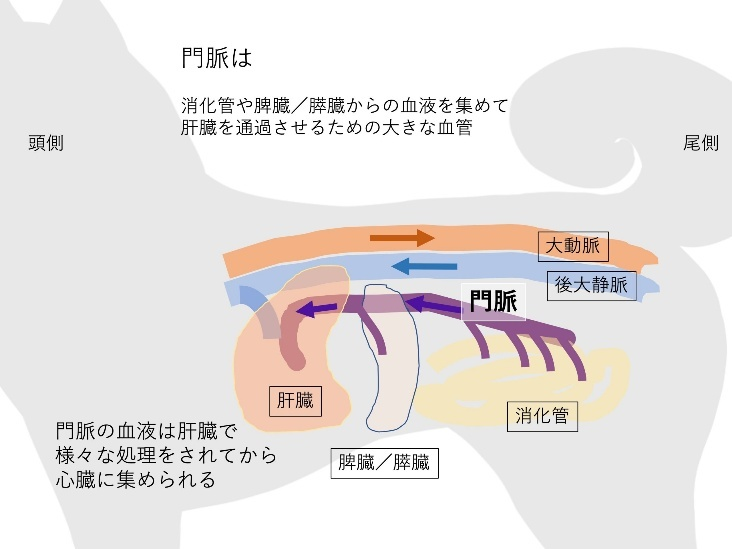 門脈は
消化管や脾臓／膵臓からの血液を集めて
肝臓を通過させるための大きな血管
頭側
尾側
大動脈
後大静脈
門脈
肝臓
消化管
門脈の血液は肝臓で
様々な処理をされてから
心臓に集められる
脾臓／膵臓